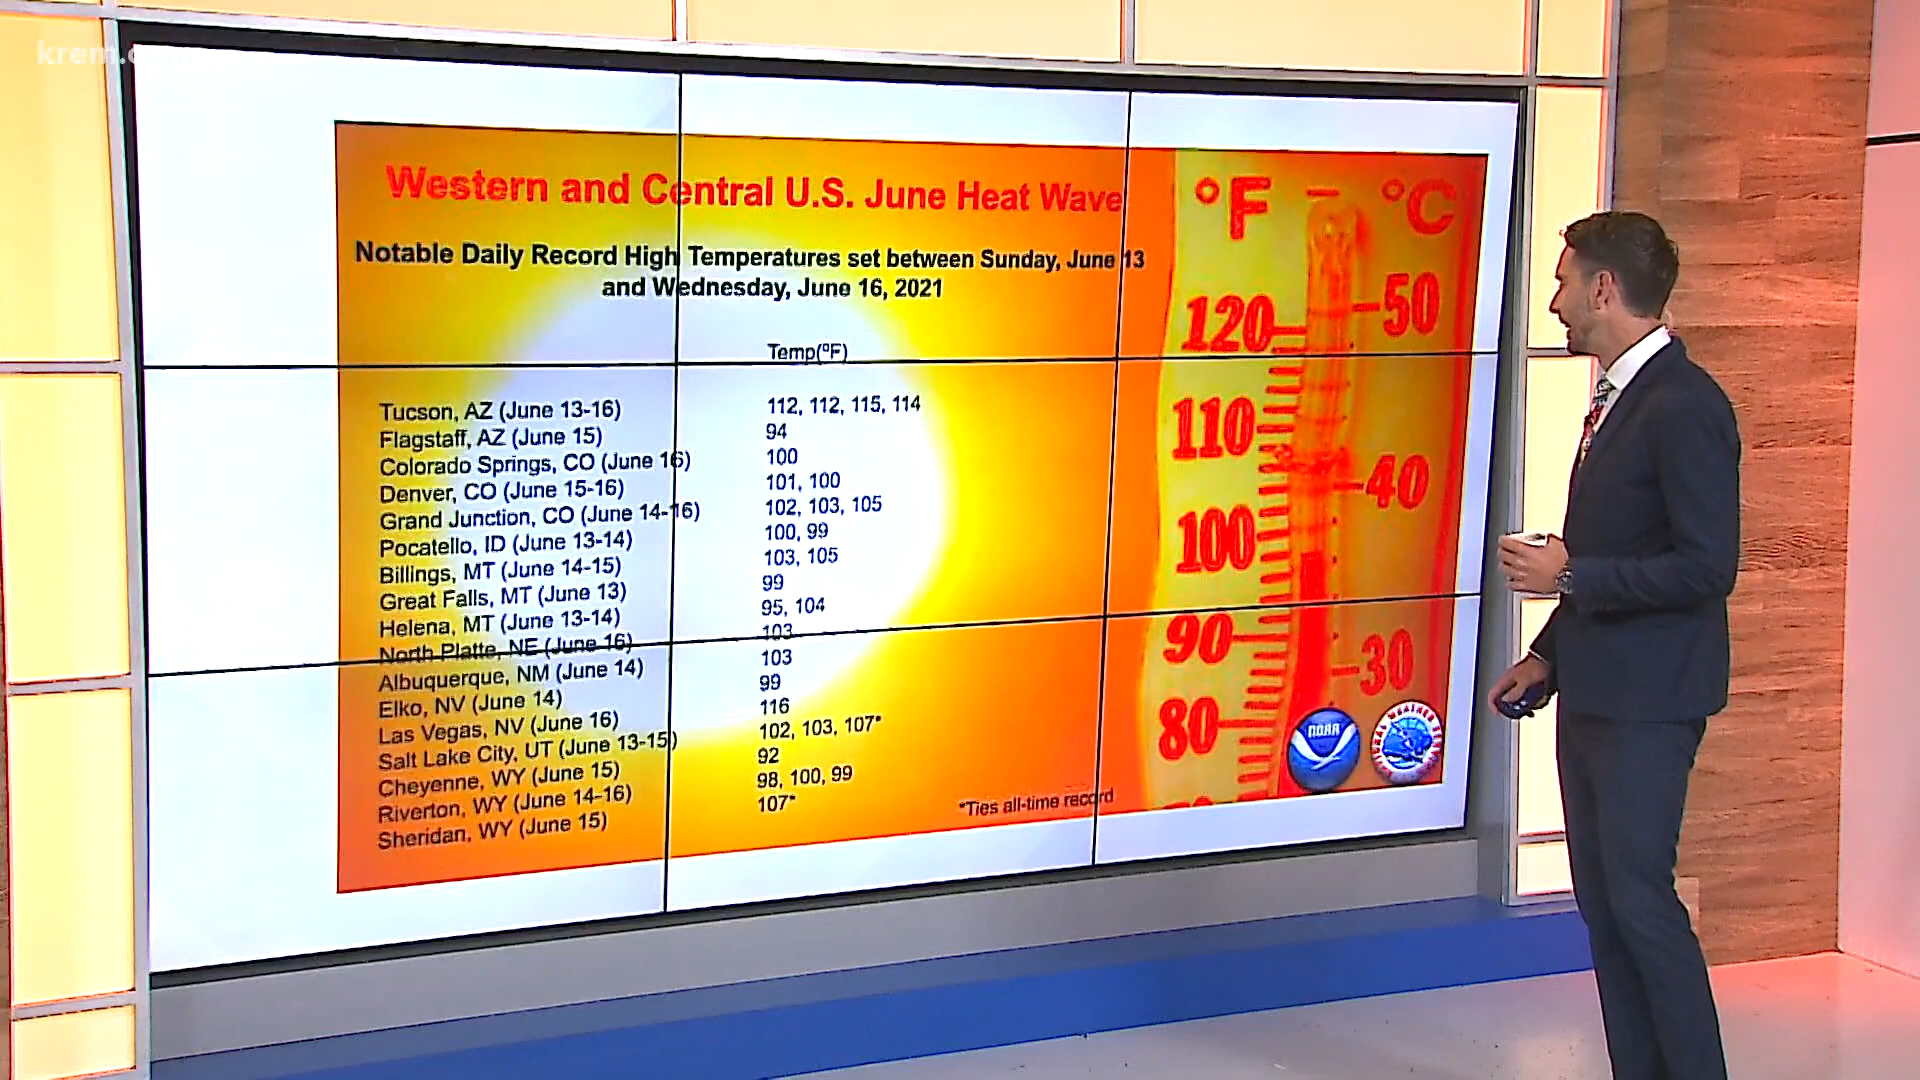 krem.com
Western and Central U.S. June Heat Wave
Notable Daily Record High Temperatures set between Sunday, June 13
and Wednesday, June 16, 2021
Temp(°F)
Tucson, AZ (June 13-16) 112, 112, 115, 114
Flagstaff, AZ (June 15) 94
Colorado Springs, CO (June 16) 100
Denver, CO (June 15-16) 101, 100
Grand Junction, CO (June 14-16) 102, 103, 105
Pocatello, ID (June 13-14) 100, 99
Billings, MT (June 14-15) 103, 105
Great Falls, MT (June 13) 99
Helena, MT (June 13-14) 95, 104
North Platte, NE (June 16) 103
Albuquerque, NM (June 14) 103
Elko, NV (June 14) 99
Las Vegas, NV (June 16) 116
Salt Lake City, UT (June 13-15) 102, 103, 107*
Cheyenne, WY (June 15) 92
Riverton, WY (June 14-16) 98, 100, 99
Sheridan, WY (June 15) 107*
*Ties all-time record
°F °C
120 50
110
40
100
90
30
80
NOAA